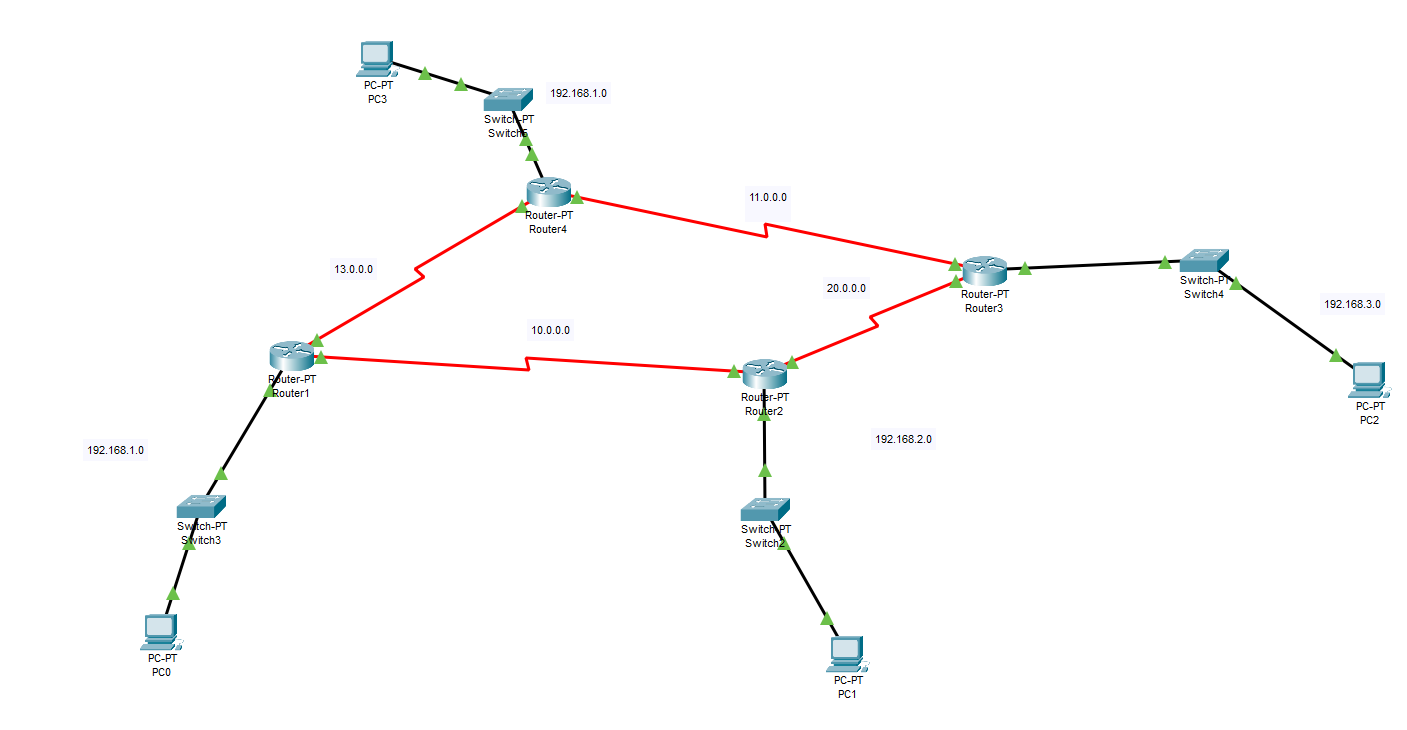 PC-PT
PC3
192.168.1.0
Switch-PT
Switch5
11.0.0.0
Router-PT
Router4
13.0.0.0
20.0.0.0
Router-PT
Router3
Switch-PT
Switch4
192.168.3.0
10.0.0.0
Router-PT
Router1
Router-PT
Router2
PC-PT
PC2
192.168.1.0
192.168.2.0
Switch-PT
Switch3
Switch-PT
Switch2
PC-PT
PC0
PC-PT
PC1